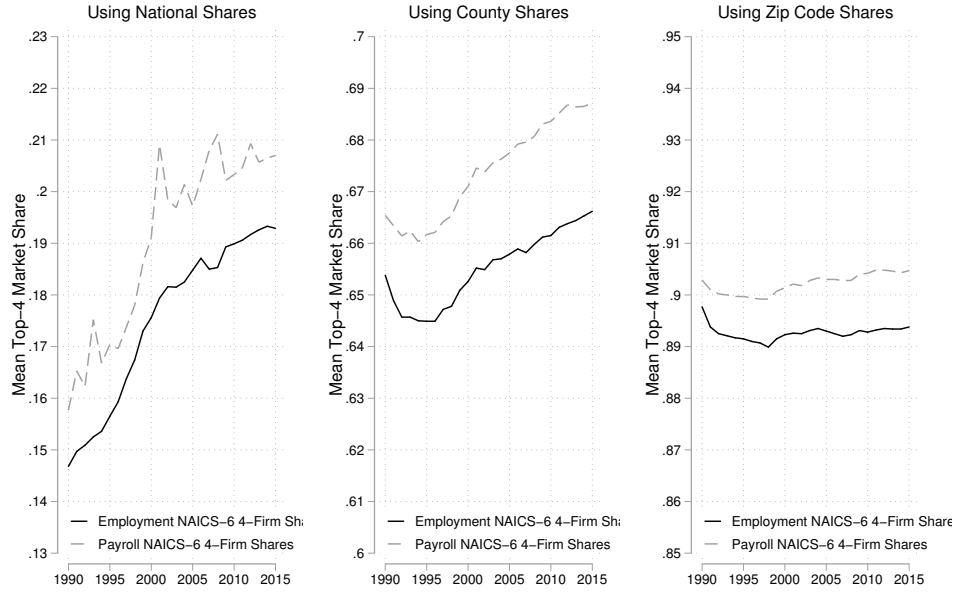 Using National Shares
Mean Top−4 Market Share
.23
.22
.21
.2
.19
.18
.17
.16
.15
.14
.13
Employment NAICS−6 4−Firm Sha
Payroll NAICS−6 4−Firm Shares
1990 1995 2000 2005 2010 2015
Using County Shares
Mean Top−4 Market Share
.7
.69
.68
.67
.66
.65
.64
.63
.62
.61
.6
Employment NAICS−6 4−Firm Sha
Payroll NAICS−6 4−Firm Shares
1990 1995 2000 2005 2010 2015
Using Zip Code Shares
Mean Top−4 Market Share
.95
.94
.93
.92
.91
.9
.89
.88
.87
.86
.85
Employment NAICS−6 4−Firm Share
Payroll NAICS−6 4−Firm Shares
1990 1995 2000 2005 2010 2015